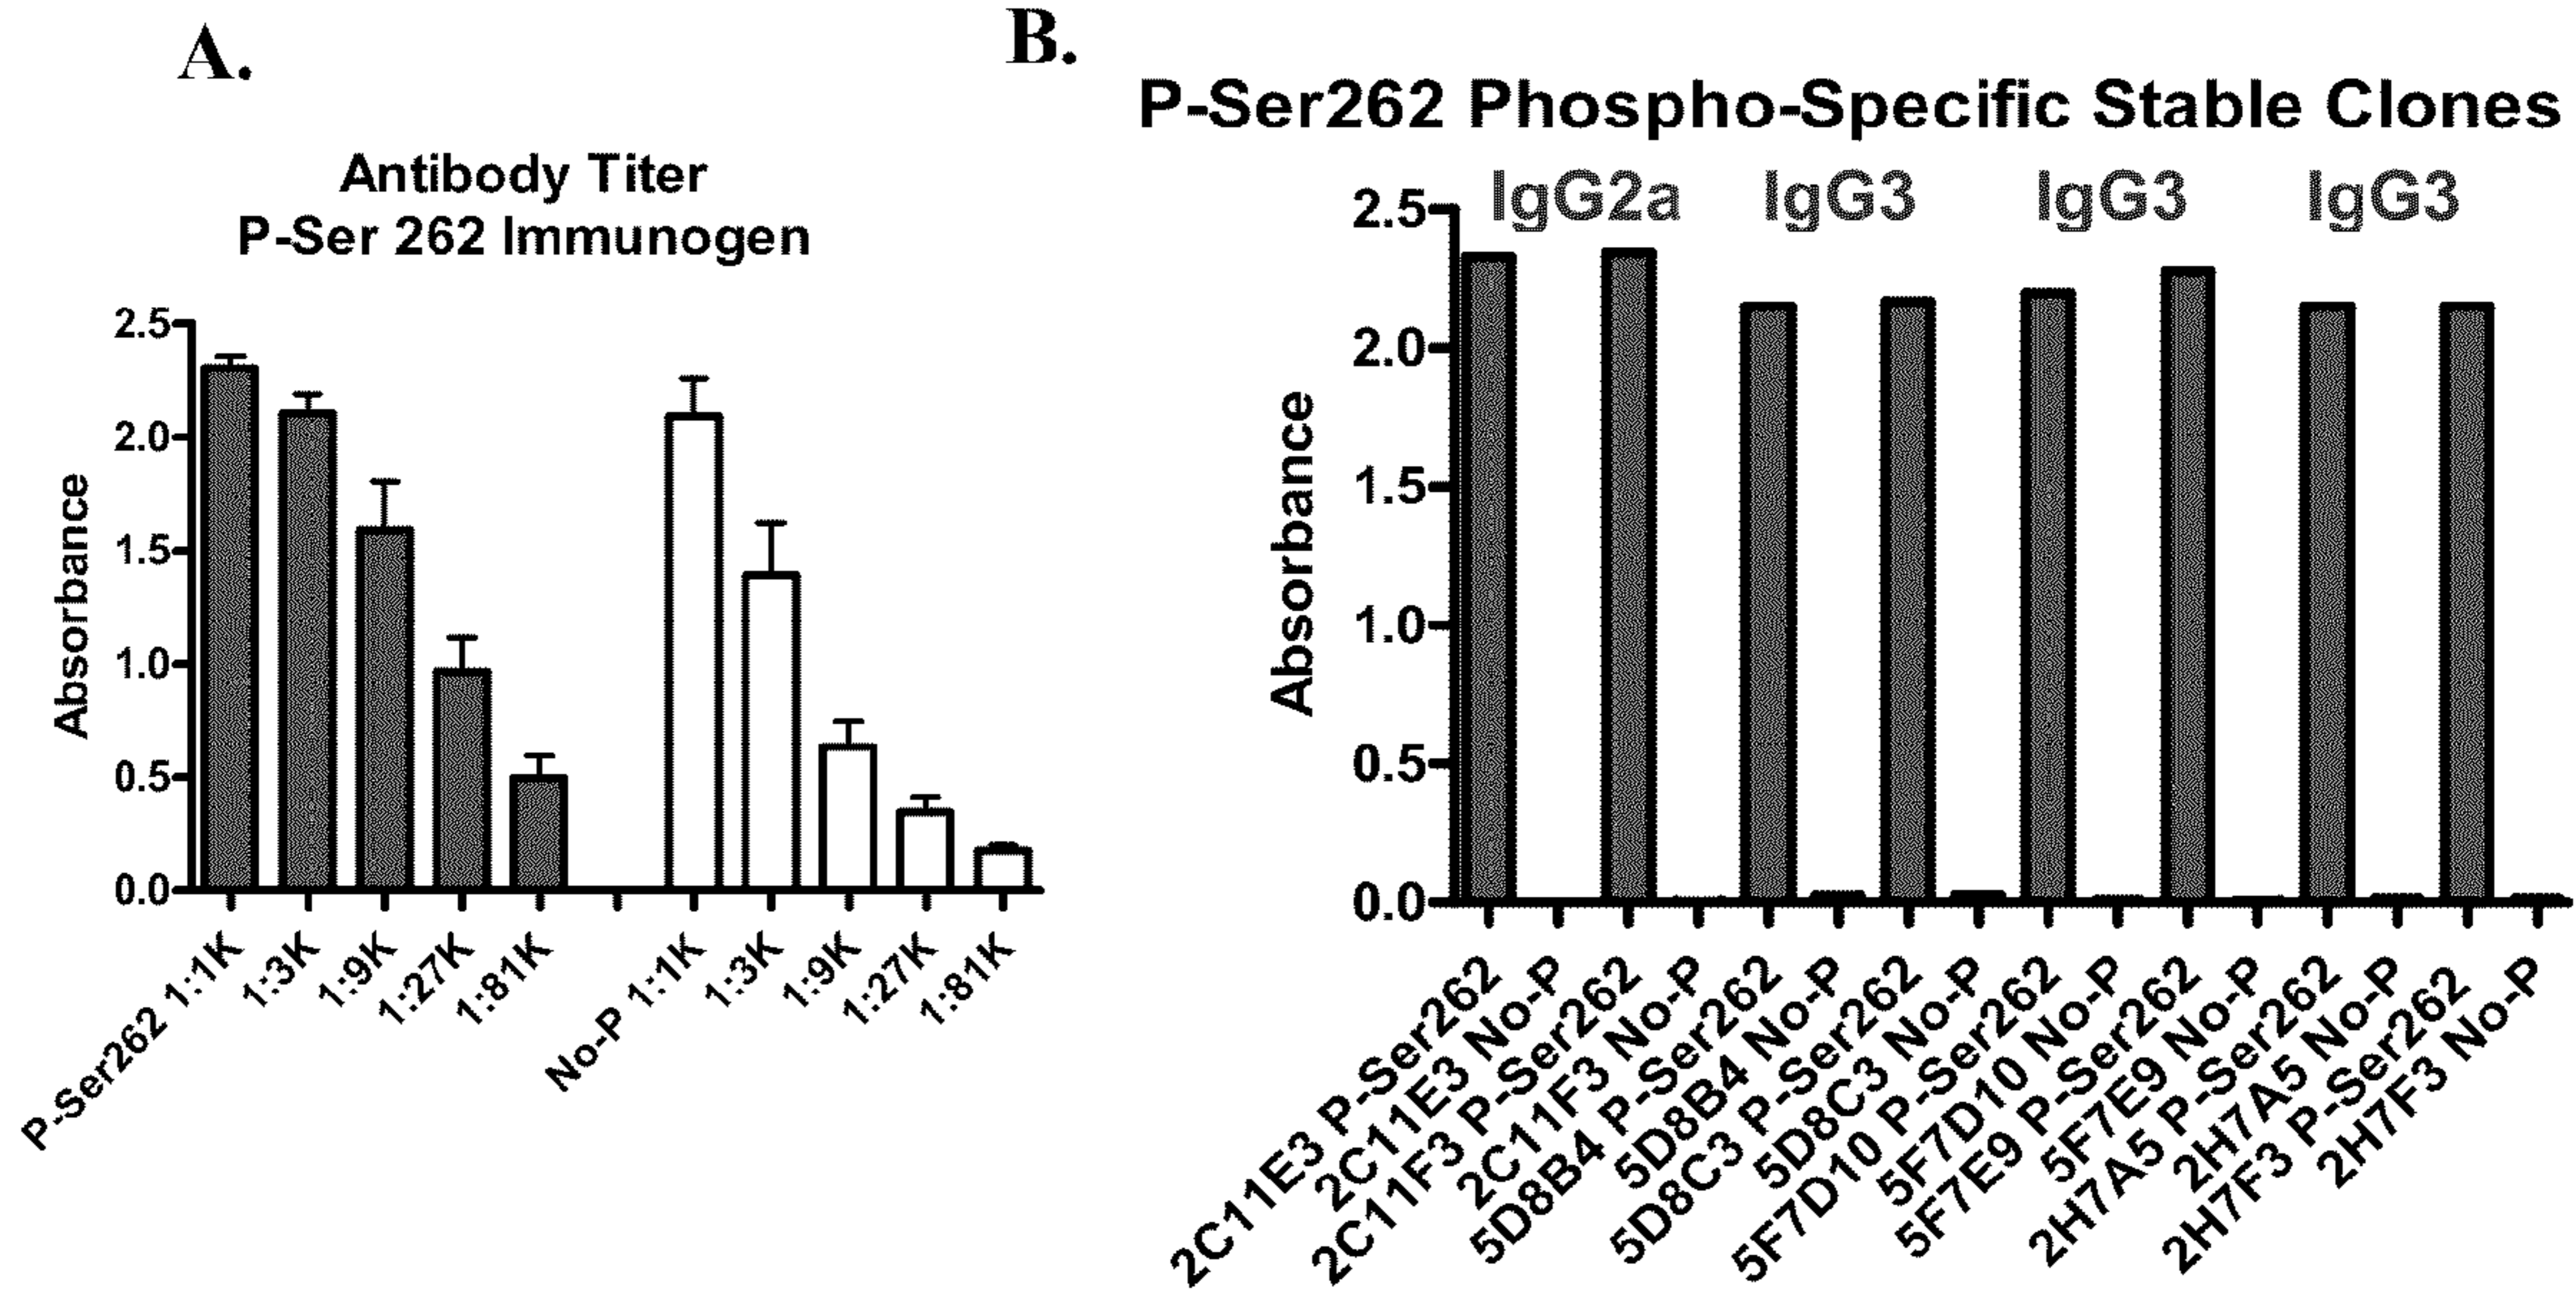 A.
Antibody Titer
P-Ser 262 Immunogen
Absorbance
2.5
2.0
1.5
1.0
0.5
0.0
P-Ser262 1:1K
1:3K
1:9K
1:27K
1:81K
No-P 1:1K
1:3K
1:9K
1:27K
1:81K
B.
P-Ser262 Phospho-Specific Stable Clones
IgG2a IgG3 IgG3 IgG3
Absorbance
2.5
2.0
1.5
1.0
0.5
0.0
2C11E3 P-Ser262
2C11E3 No-P
2C11F3 P-Ser262
2C11F3 No-P
5D8B4 P-Ser262
5D8B4 No-P
5D8C3 P-Ser262
5D8C3 No-P
5F7D10 P-Ser262
5F7D10 No-P
5F7E9 P-Ser262
5F7E9 No-P
2H7A5 P-Ser262
2H7A5 No-P
2H7F3 P-Ser262
2H7F3 No-P